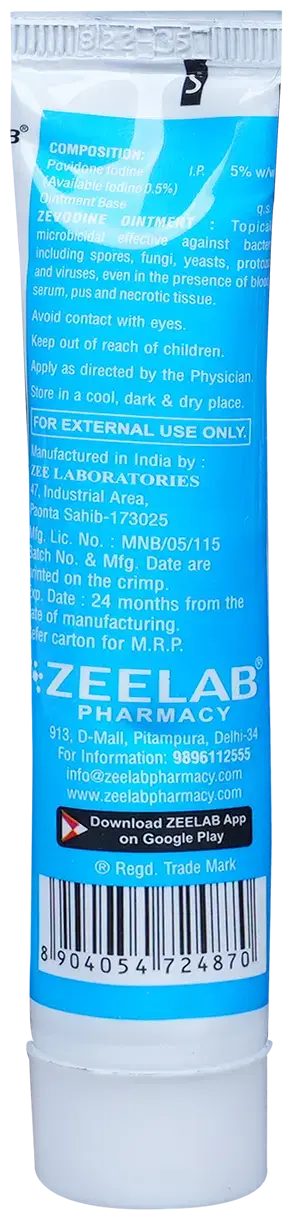 B®
COMPOSITION:
Povidone Iodine I.P. 5% w/w
(Available Iodine 0.5%)
Ointment Base q.s.
ZEVODINE OINTMENT : Topical
microbicidal effective against bacter
including spores, fungi, yeasts, protozo
and viruses, even in the presence of blood,
serum, pus and necrotic tissue.
Avoid contact with eyes.
Keep out of reach of children.
Apply as directed by the Physician.
Store in a cool, dark & dry place.
FOR EXTERNAL USE ONLY.
Manufactured in India by :
ZEE LABORATORIES
47, Industrial Area,
Paonta Sahib-173025
Mfg. Lic. No. : MNB/05/115
Batch No. & Mfg. Date are
printed on the crimp.
Exp. Date : 24 months from the
date of manufacturing.
Refer carton for M.R.P.
ZEELAB®
PHARMACY
913, D-Mall, Pitampura, Delhi-34
For Information: 9896112555
info@zeelabpharmacy.com
www.zeelabpharmacy.com
Download ZEELAB App
on Google Play
® Regd. Trade Mark
8 904054 724870